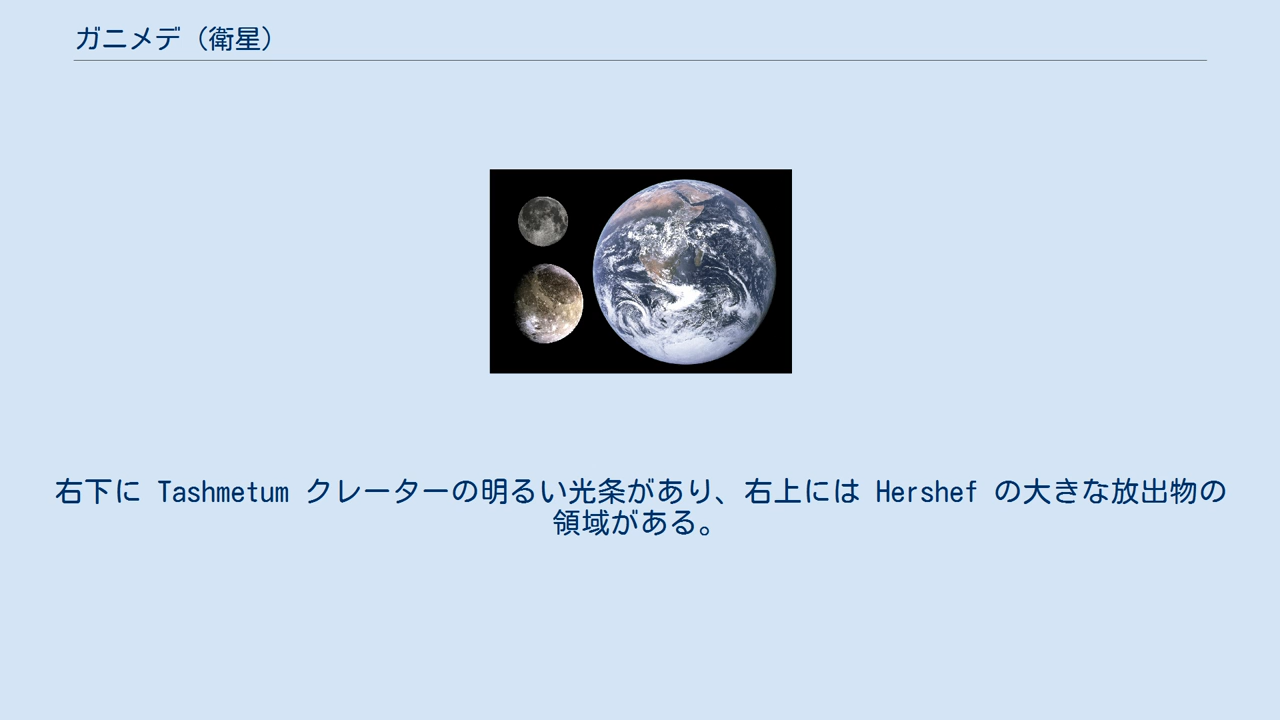 ガニメデ（衛星）
右下に Tashmetum クレーターの明るい光条があり、右上には Hershef の大きな放出物の
領域がある。